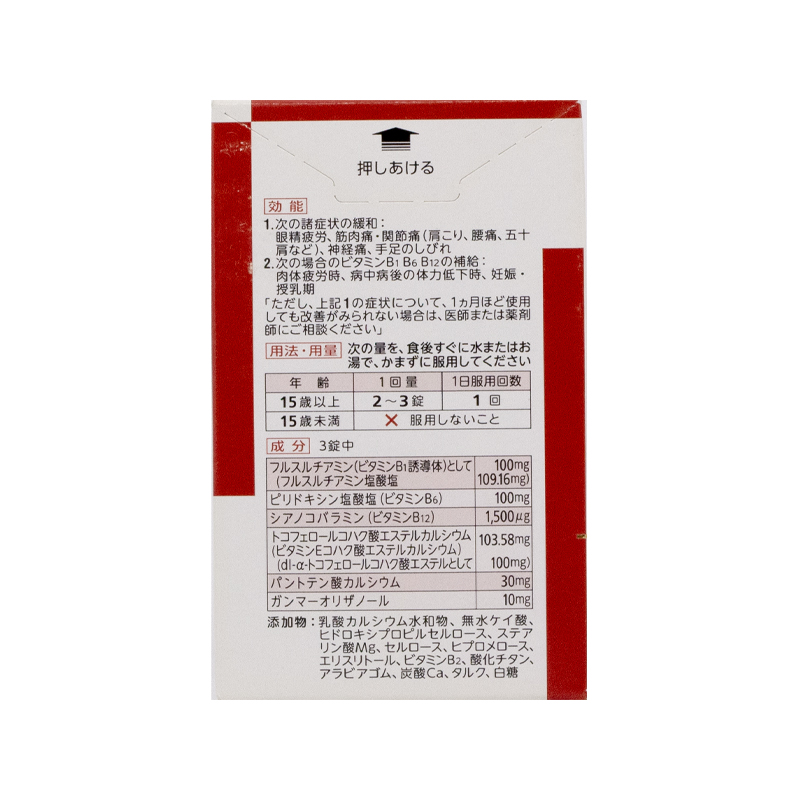 押しあける
効能
1.次の諸症状の緩和：
眼精疲労、筋肉痛・関節痛（肩こり、腰痛、五十
肩など）、神経痛、手足のしびれ
2.次の場合のビタミンB1 B6 B12の補給：
肉体疲労時、病中病後の体力低下時、妊娠・
授乳期
「ただし、上記1の症状について、1ヵ月ほど使用
しても改善がみられない場合は、医師または薬剤
師にご相談ください」
用法・用量 次の量を、食後すぐに水またはお
湯で、かまずに服用してください
年齢 1回量 1日服用回数
15歳以上 2～3錠 1回
15歳未満 ✕ 服用しないこと
成分 3錠中
フルスルチアミン（ビタミンB1誘導体）として 100mg
（フルスルチアミン塩酸塩 109.16mg）
ピリドキシン塩酸塩（ビタミンB6） 100mg
シアノコバラミン（ビタミンB12） 1,500μg
トコフェロールコハク酸エステルカルシウム 103.58mg
（ビタミンEコハク酸エステルカルシウム）
（dl-α-トコフェロールコハク酸エステルとして 100mg）
パントテン酸カルシウム 30mg
ガンマーオリザノール 10mg
添加物：乳酸カルシウム水和物、無水ケイ酸、
ヒドロキシプロピルセルロース、ステア
リン酸Mg、セルロース、ヒプロメロース、
エリスリトール、ビタミンB2、酸化チタン、
アラビアゴム、炭酸Ca、タルク、白糖